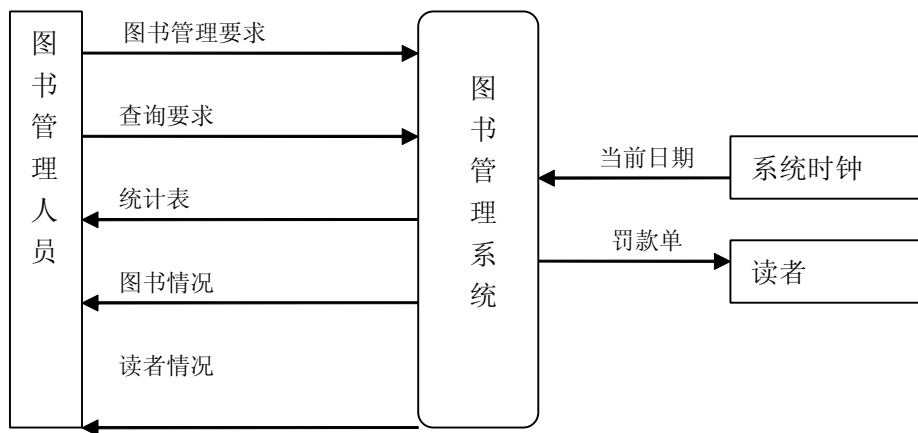 图书管理人员
图书管理要求
查询要求
统计表
图书情况
读者情况
图书管理系统
当前日期
罚款单
系统时钟
读者